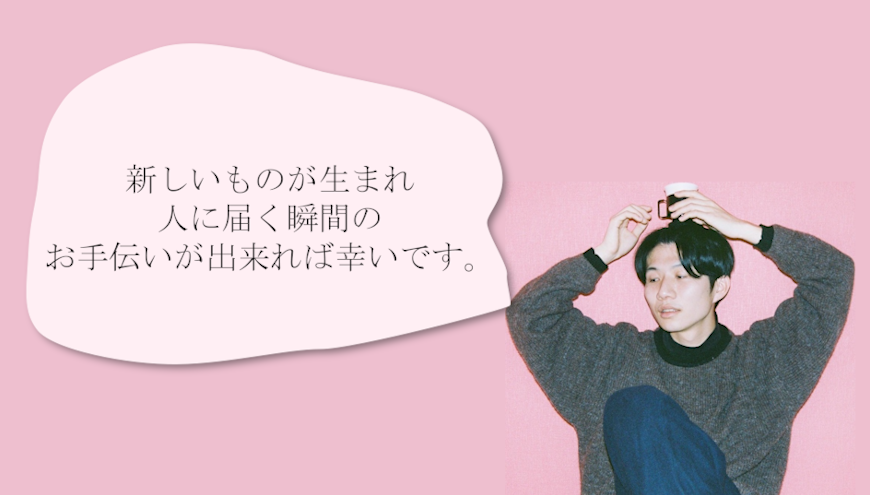 新しいものが生まれ
人に届く瞬間の
お手伝いが出来れば幸いです。